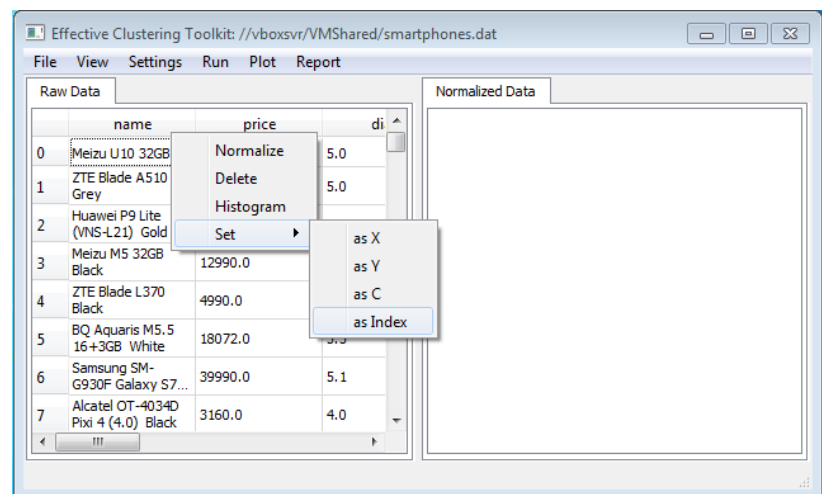 Effective Clustering Toolkit: //vboxsvr/VMShared/smartphones.dat
File View Settings Run Plot Report
Raw Data
Normalized Data
name price di
0 Meizu U10 32GB 5.0
1 ZTE Blade A510 Grey 5.0
2 Huawei P9 Lite (VNS-L21) Gold
3 Meizu M5 32GB Black 12990.0
4 ZTE Blade L370 Black 4990.0
5 BQ Aquaris M5.5 16+3GB White 18072.0
6 Samsung SM-G930F Galaxy S7... 39990.0 5.1
7 Alcatel OT-4034D Pixi 4 (4.0) Black 3160.0 4.0
Normalize
Delete
Histogram
Set
as X
as Y
as C
as Index